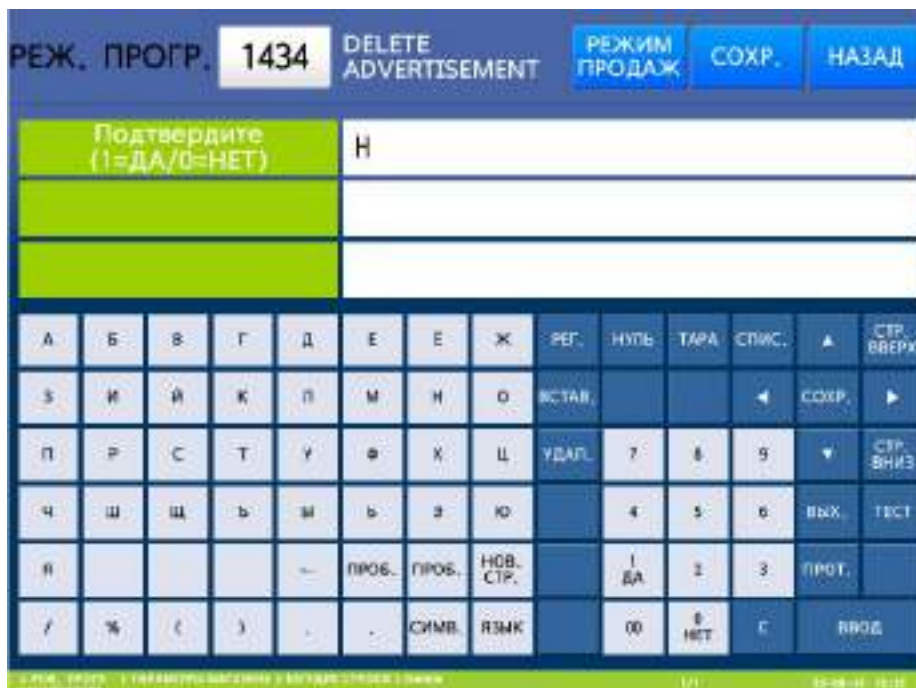 РЕЖ. ПРОГР. 1434 DELETE РЕЖИМ СОХР. НАЗАД
ADVERTISEMENT ПРОДАЖ
Подтвердите Н
(1=ДА/0=НЕТ)
А Б В Г Д Е Ё Ж РЕГ. НУЛЬ ТАРА СПИС. ▲ СТР. ВВЕРХ
З И Й К Л М Н О ВСТАВ. ◄ СОХР. ►
П Р С Т У Ф Х Ц УДАЛ. 7 8 9 ▼ СТР. ВНИЗ
Ч Ш Щ Ъ Ы Ь Э Ю 4 5 6 ВЫХ. ТЕСТ
Я ПРОБ. ПРОБ. НОВ. СТР. 1 ДА 2 3 ПРОТ.
/ % ( ) , . СИМВ. ЯЗЫК 00 0 НЕТ С ВВОД
1/1